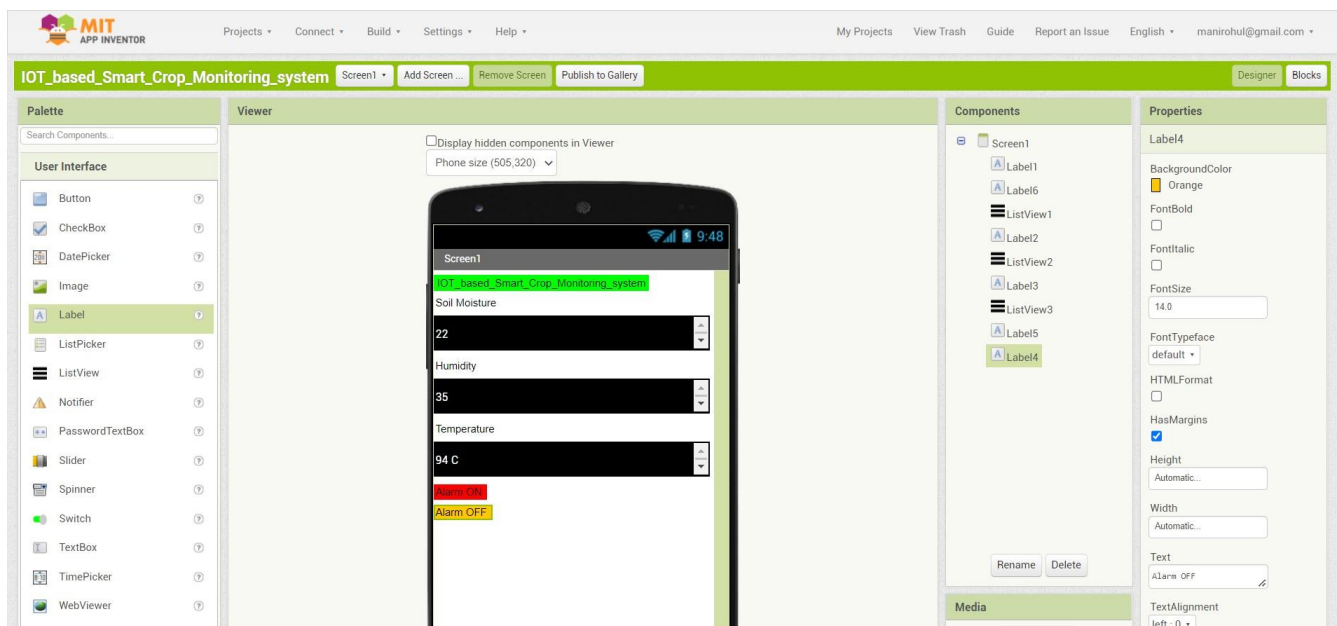 MIT
APP INVENTOR
Projects Connect Build Settings Help My Projects View Trash Guide Report an Issue English manirohul@gmail.com
IOT_based_Smart_Crop_Monitoring_system Screen1 Add Screen ... Remove Screen Publish to Gallery Designer Blocks
Palette
Search Components...
User Interface
Button
CheckBox
DatePicker
Image
Label
ListPicker
ListView
Notifier
PasswordTextBox
Slider
Spinner
Switch
TextBox
TimePicker
WebViewer
Viewer
Display hidden components in Viewer
Phone size (505,320)
9:48
Screen1
IOT_based_Smart_Crop_Monitoring_system
Soil Moisture
22
Humidity
35
Temperature
94 C
Alarm ON
Alarm OFF
Components
Screen1
Label1
Label6
ListView1
Label2
ListView2
Label3
ListView3
Label5
Label4
Rename Delete
Media
Properties
Label4
BackgroundColor
Orange
FontBold
FontItalic
FontSize
14.0
FontTypeface
default
HTMLFormat
HasMargins
Height
Automatic...
Width
Automatic...
Text
Alarm OFF
TextAlignment
left : 0